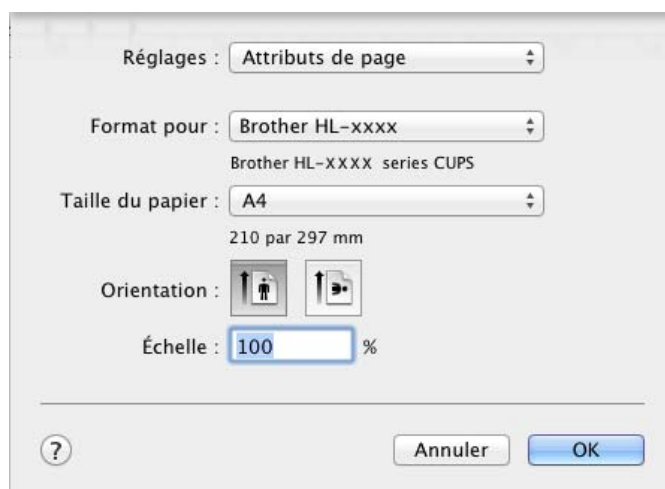 Réglages : Attributs de page
Format pour : Brother HL-xxxx
Brother HL-XXXX series CUPS
Taille du papier : A4
210 par 297 mm
Orientation :
Échelle : 100 %
? Annuler OK